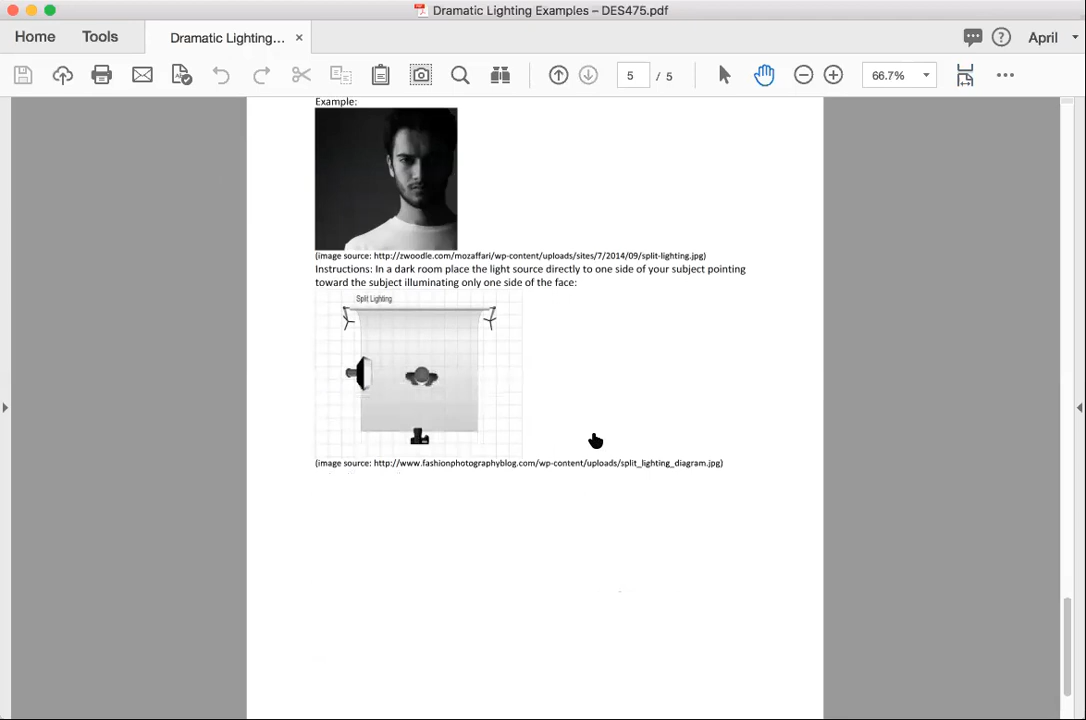 Dramatic Lighting Examples – DES475.pdf
Home
Tools
Dramatic Lighting...
April
5
/ 5
66.7%
Example:
(image source: http://zwoodle.com/mozaffari/wp-content/uploads/sites/7/2014/09/split-lighting.jpg)
Instructions: In a dark room place the light source directly to one side of your subject pointing
toward the subject illuminating only one side of the face:
Split Lighting
(image source: http://www.fashionphotographyblog.com/wp-content/uploads/split_lighting_diagram.jpg)